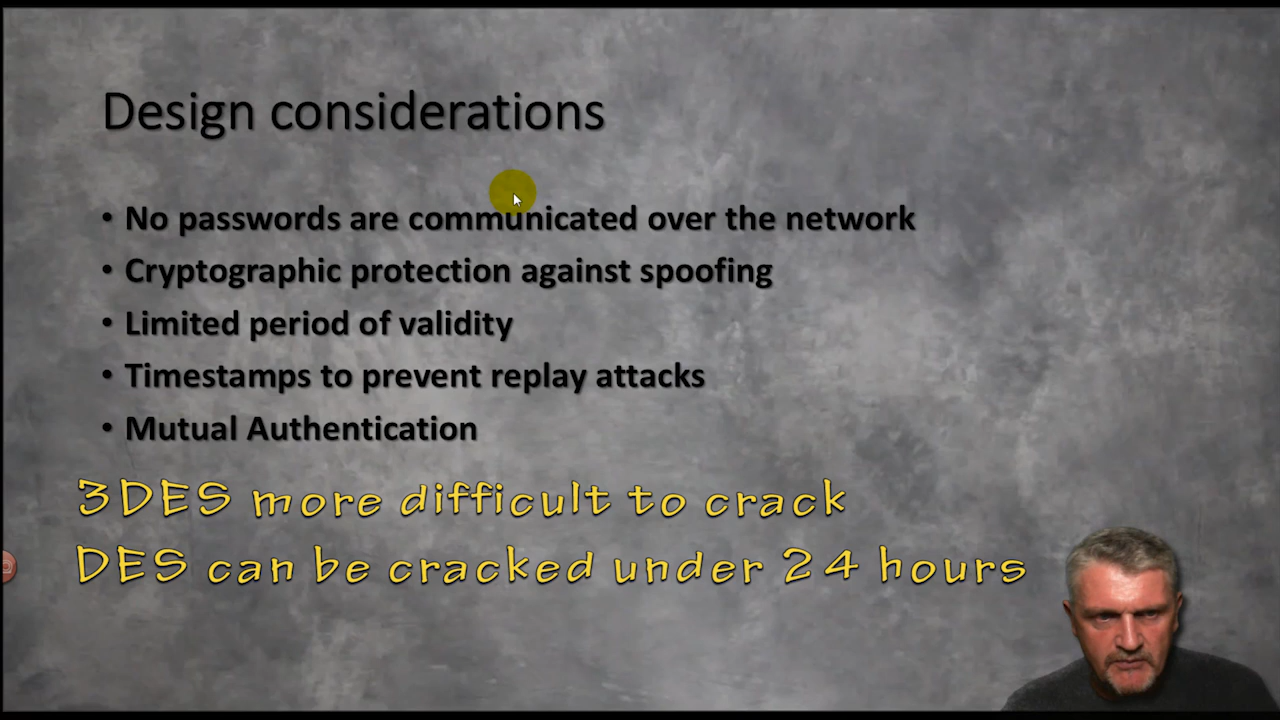 Design considerations
• No passwords are communicated over the network
• Cryptographic protection against spoofing
• Limited period of validity
• Timestamps to prevent replay attacks
• Mutual Authentication
3DES more difficult to crack
DES can be cracked under 24 hours